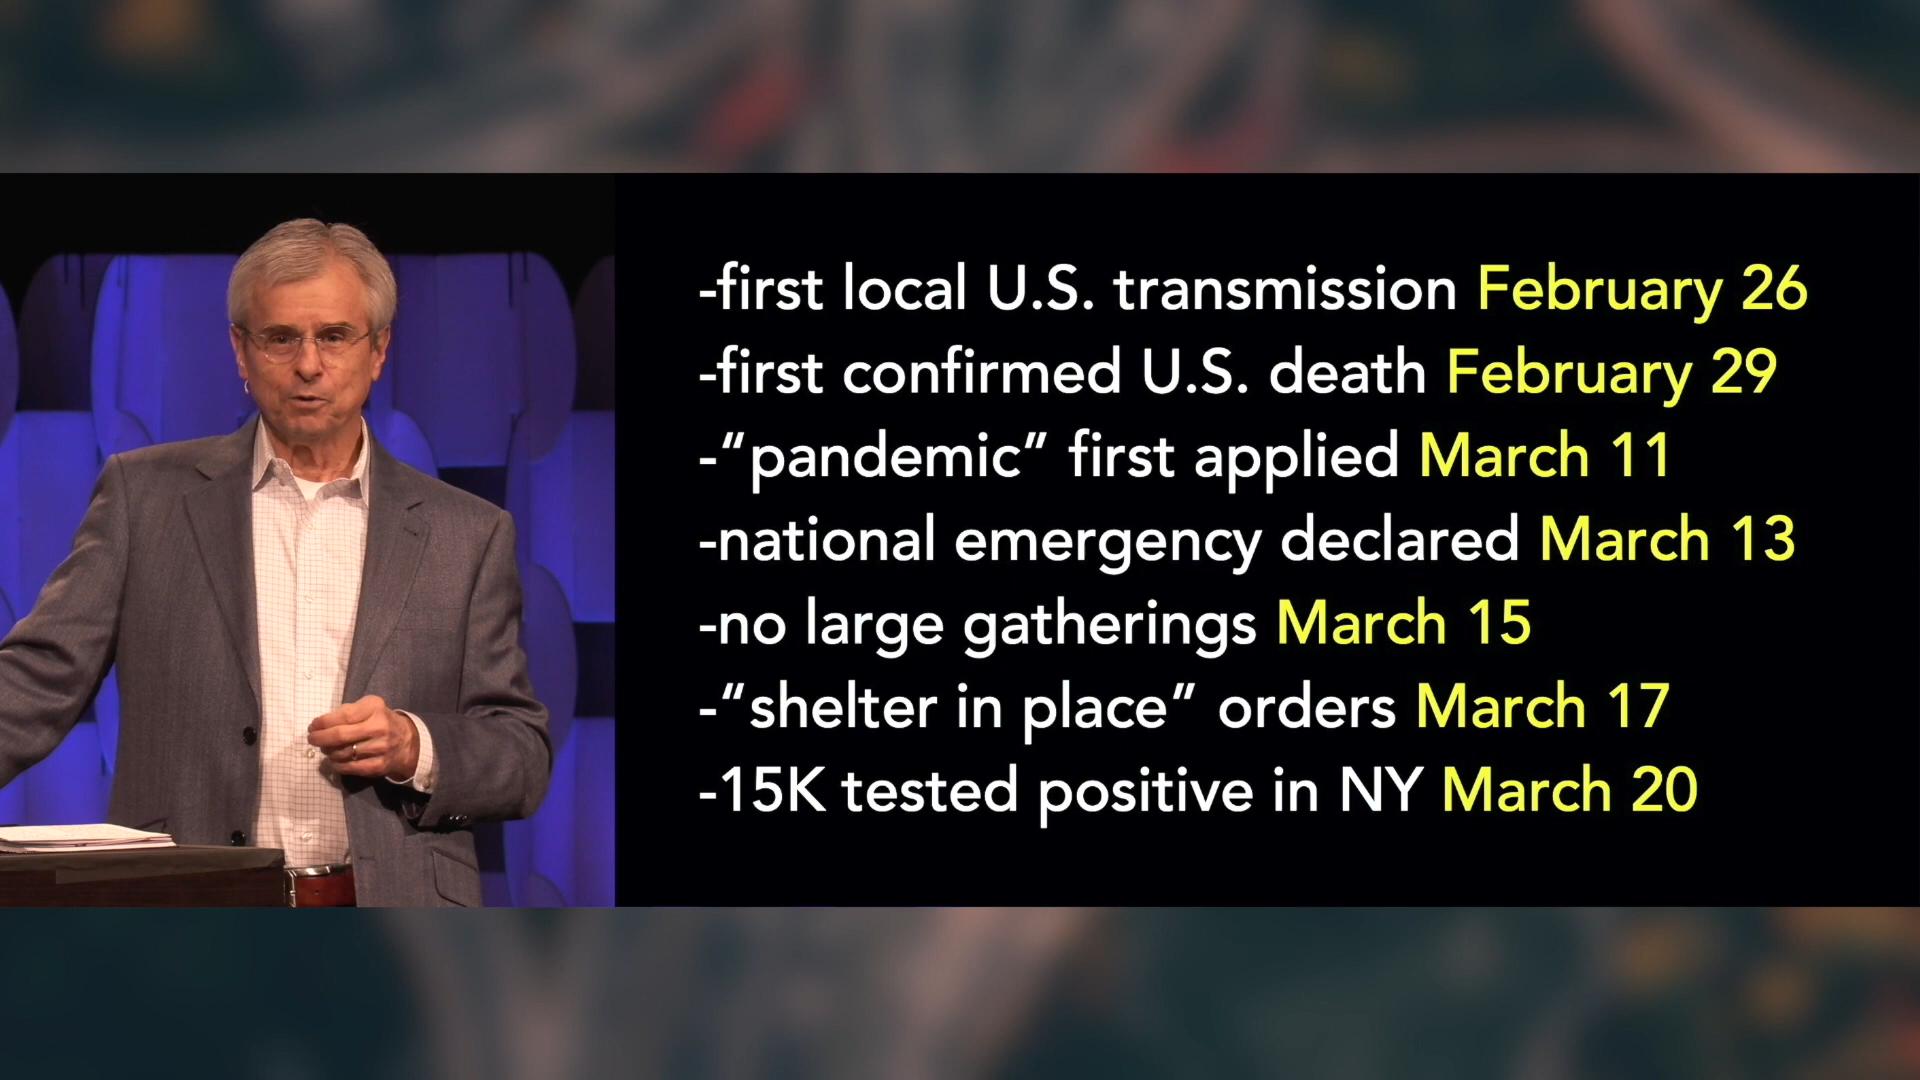 -first local U.S. transmission February 26
-first confirmed U.S. death February 29
-“pandemic” first applied March 11
-national emergency declared March 13
-no large gatherings March 15
-“shelter in place” orders March 17
-15K tested positive in NY March 20